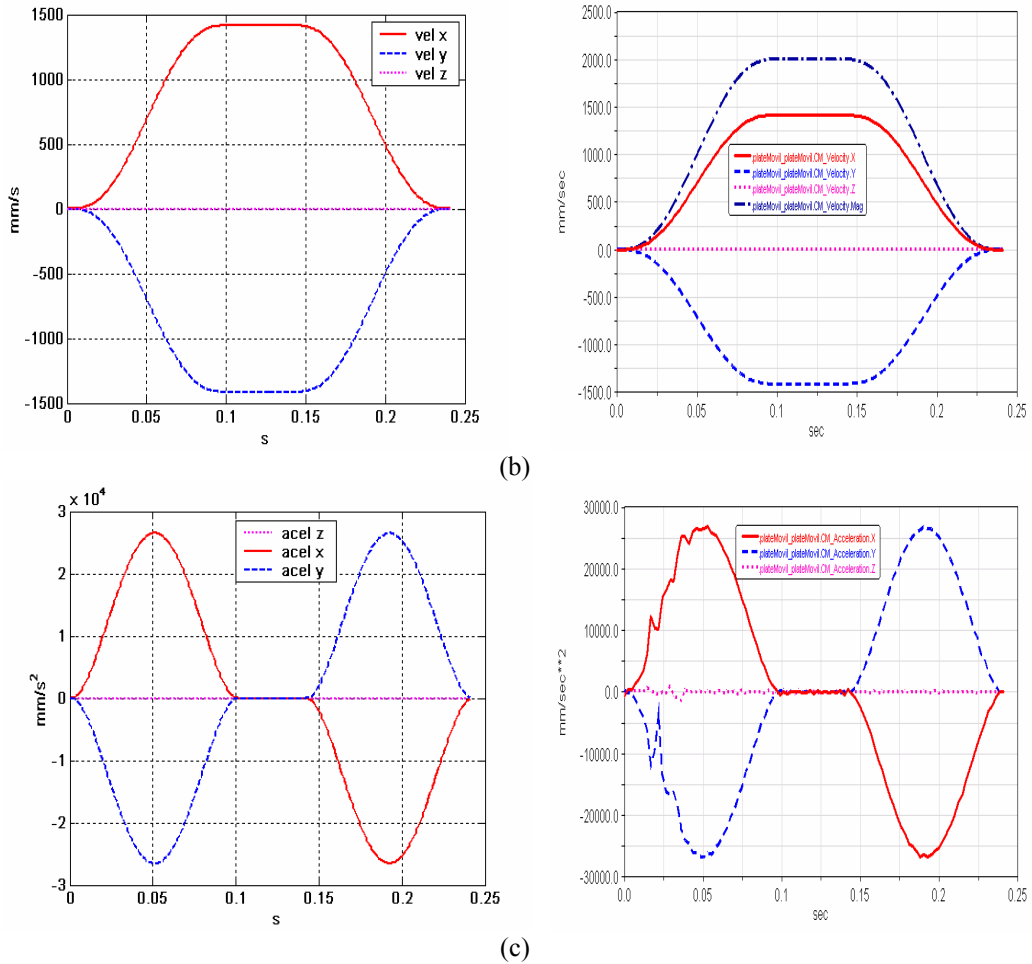 1500
1000
500
0
-500
-1000
-1500
mm/s
vel x
vel y
vel z
0 0.05 0.1 0.15 0.2 0.25
s
2000.0
1500.0
1000.0
500.0
0.0
-500.0
-1000.0
-1500.0
mm/sec
plateMovil_plateMovil.CM_Velocity.X
plateMovil_plateMovil.CM_Velocity.Y
plateMovil_plateMovil.CM_Velocity.Z
plateMovil_plateMovil.CM_Velocity.Mag
0.0 0.05 0.1 0.15 0.2 0.25
sec
(b)
x 10^4
3
2
1
0
-1
-2
-3
mm/s²
acel z
acel x
acel y
0 0.05 0.1 0.15 0.2 0.25
s
30000.0
20000.0
10000.0
0.0
-10000.0
-20000.0
-30000.0
mm/sec**2
plateMovil_plateMovil.CM_Acceleration.X
plateMovil_plateMovil.CM_Acceleration.Y
plateMovil_plateMovil.CM_Acceleration.Z
0.0 0.05 0.1 0.15 0.2 0.25
sec
(c)